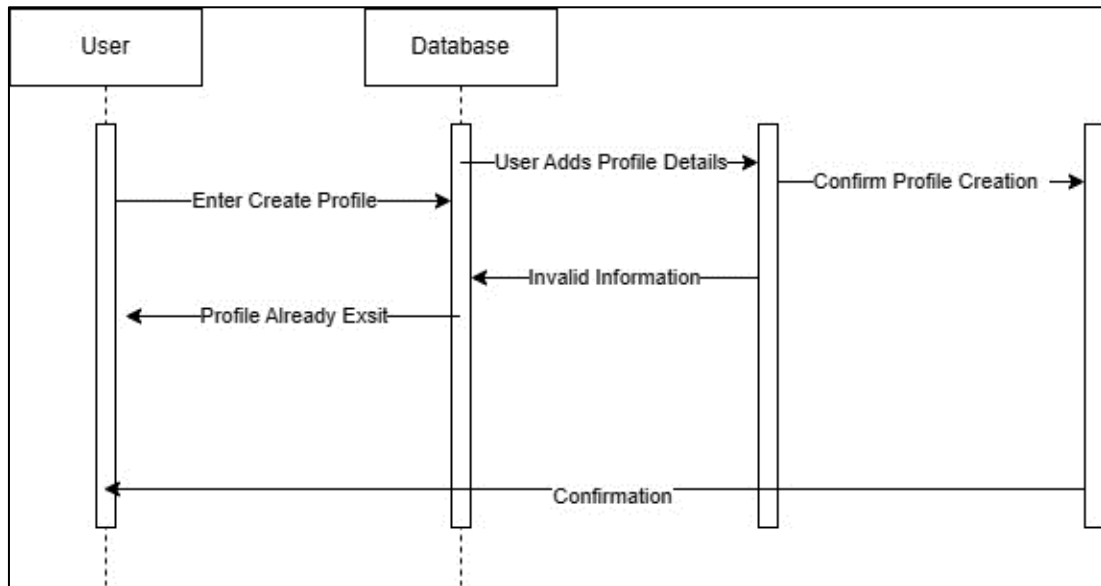 User
Database
User Adds Profile Details
Confirm Profile Creation
Enter Create Profile
Invalid Information
Profile Already Exsit
Confirmation